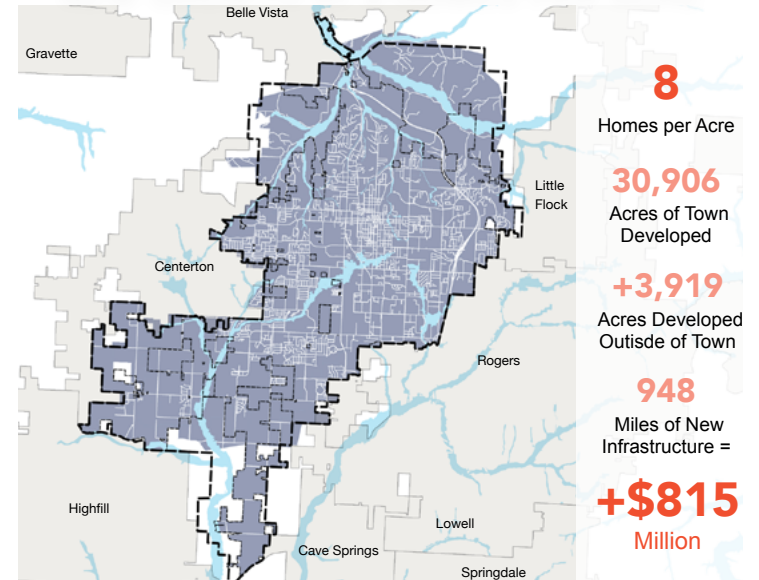 Belle Vista
Gravette
Little
Flock
Centerton
Rogers
Highfill
Lowell
Cave Springs
Springdale
8
Homes per Acre
30,906
Acres of Town
Developed
+3,919
Acres Developed
Outisde of Town
948
Miles of New
Infrastructure =
+$815
Million